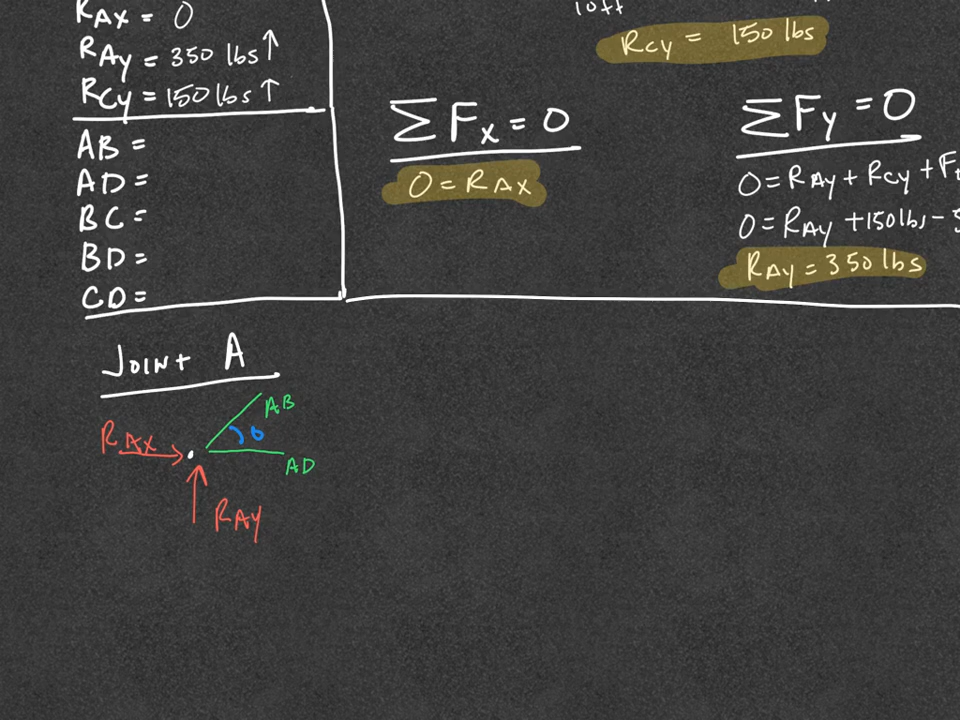 RAX = 0
RAY = 350 lbs ↑
RCY = 150 lbs ↑
AB =
AD =
BC =
BD =
CD =
10ft
RCY = 150 lbs
ΣFx = 0
0 = RAX
ΣFy = 0
0 = RAY + RCY + F
0 = RAY + 150 lbs -
RAY = 350 lbs
JOINT A
AB
θ
RAX
AD
RAY